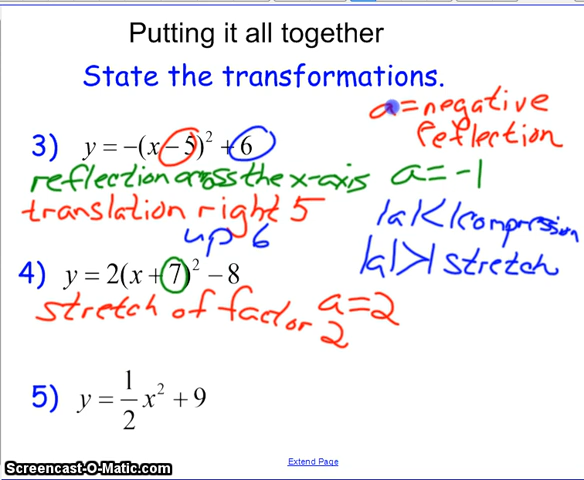 Putting it all together
State the transformations.
a = negative
reflection
3) y = -(x - 5)² + 6
reflection across the x-axis a = -1
translation right 5
up 6
|a| < 1 compression
|a| > 1 stretch
4) y = 2(x + 7)² - 8
stretch of factor 2
a = 2
5) y = 1/2 x² + 9
Extend Page
Screencast-O-Matic.com